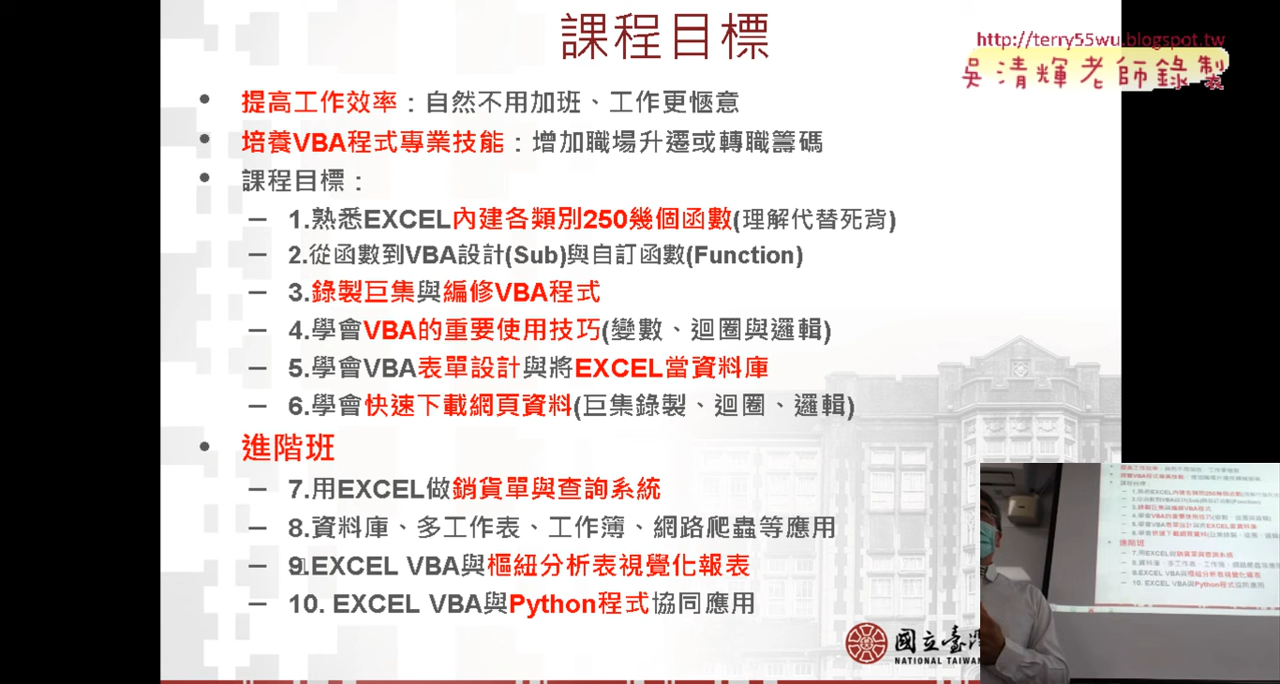 課程目標
http://terry55wu.blogspot.tw
吳清輝老師錄製
• 提高工作效率：自然不用加班、工作更愜意
• 培養VBA程式專業技能：增加職場升遷或轉職籌碼
• 課程目標：
– 1.熟悉EXCEL內建各類別250幾個函數(理解代替死背)
– 2.從函數到VBA設計(Sub)與自訂函數(Function)
– 3.錄製巨集與編修VBA程式
– 4.學會VBA的重要使用技巧(變數、迴圈與邏輯)
– 5.學會VBA表單設計與將EXCEL當資料庫
– 6.學會快速下載網頁資料(巨集錄製、迴圈、邏輯)
• 進階班
– 7.用EXCEL做銷貨單與查詢系統
– 8.資料庫、多工作表、工作簿、網路爬蟲等應用
– 9.EXCEL VBA與樞紐分析表視覺化報表
– 10. EXCEL VBA與Python程式協同應用
國立臺灣
NATIONAL TAIWAN